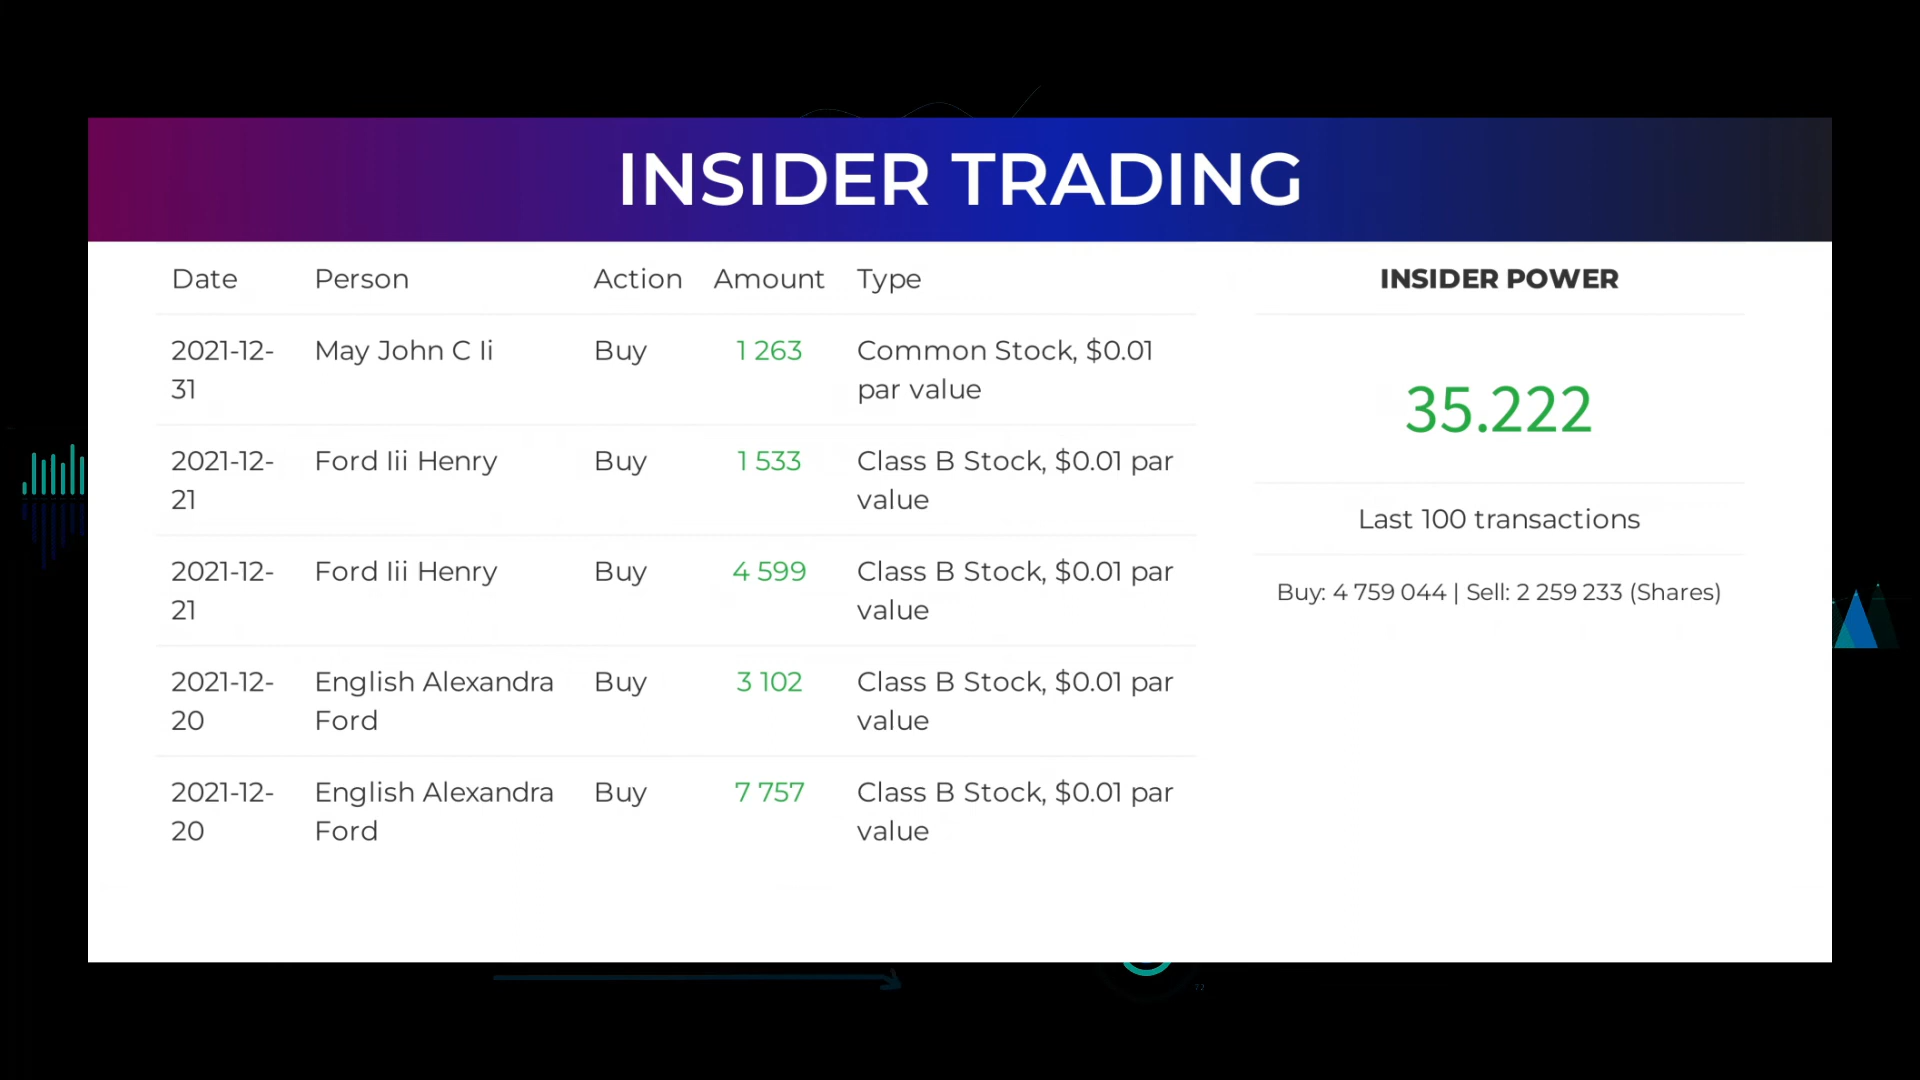 INSIDER TRADING
Date Person Action Amount Type
2021-12- May John C Ii Buy 1 263 Common Stock, $0.01
31 par value
2021-12- Ford Iii Henry Buy 1 533 Class B Stock, $0.01 par
21 value
2021-12- Ford Iii Henry Buy 4 599 Class B Stock, $0.01 par
21 value
2021-12- English Alexandra Buy 3 102 Class B Stock, $0.01 par
20 Ford value
2021-12- English Alexandra Buy 7 757 Class B Stock, $0.01 par
20 Ford value
INSIDER POWER
35.222
Last 100 transactions
Buy: 4 759 044 | Sell: 2 259 233 (Shares)